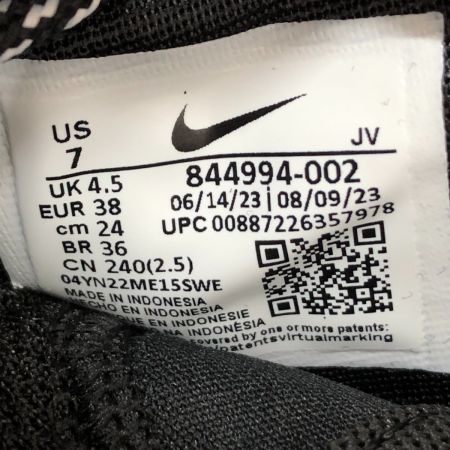 US
7
JV
UK 4.5
EUR 38
cm 24
BR 36
CN 240(2.5)
844994-002
06/14/23 | 08/09/23
UPC 00887226357978
04YN22ME15SWE
MADE IN INDONESIA
HECHO EN INDONESIA
EN INDONESIE
INDONESIA
covered by one or more patents:
/patentsvirtualmarking